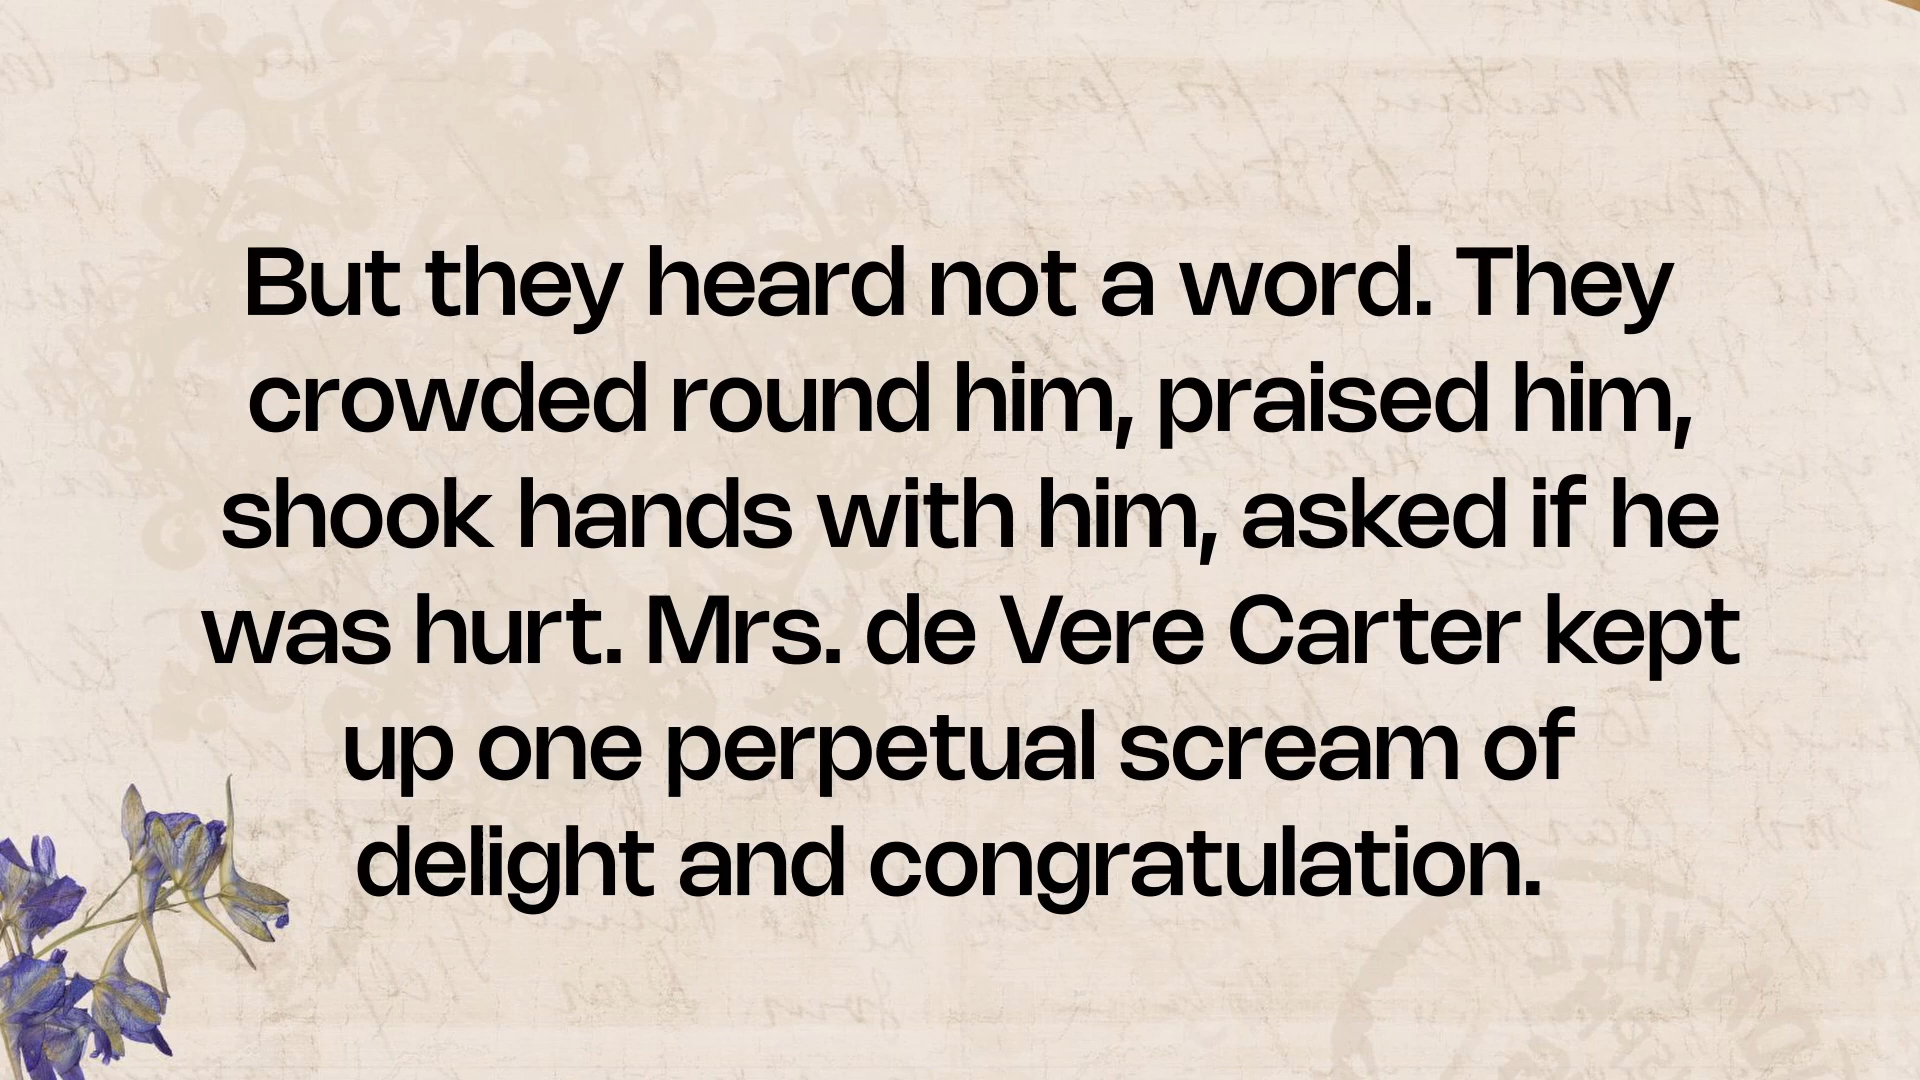 But they heard not a word. They
crowded round him, praised him,
shook hands with him, asked if he
was hurt. Mrs. de Vere Carter kept
up one perpetual scream of
delight and congratulation.